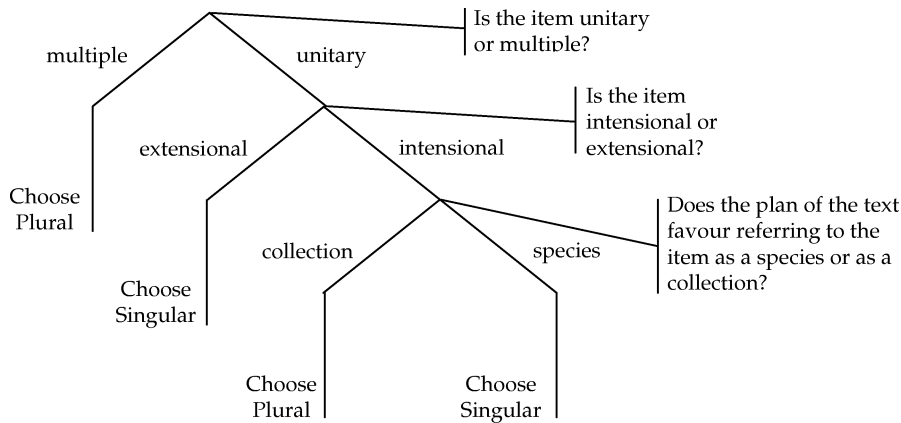 Is the item unitary
or multiple?
multiple
unitary
Is the item
intensional or
extensional?
extensional
intensional
Choose
Plural
Does the plan of the text
favour referring to the
item as a species or as a
collection?
collection
species
Choose
Singular
Choose
Plural
Choose
Singular